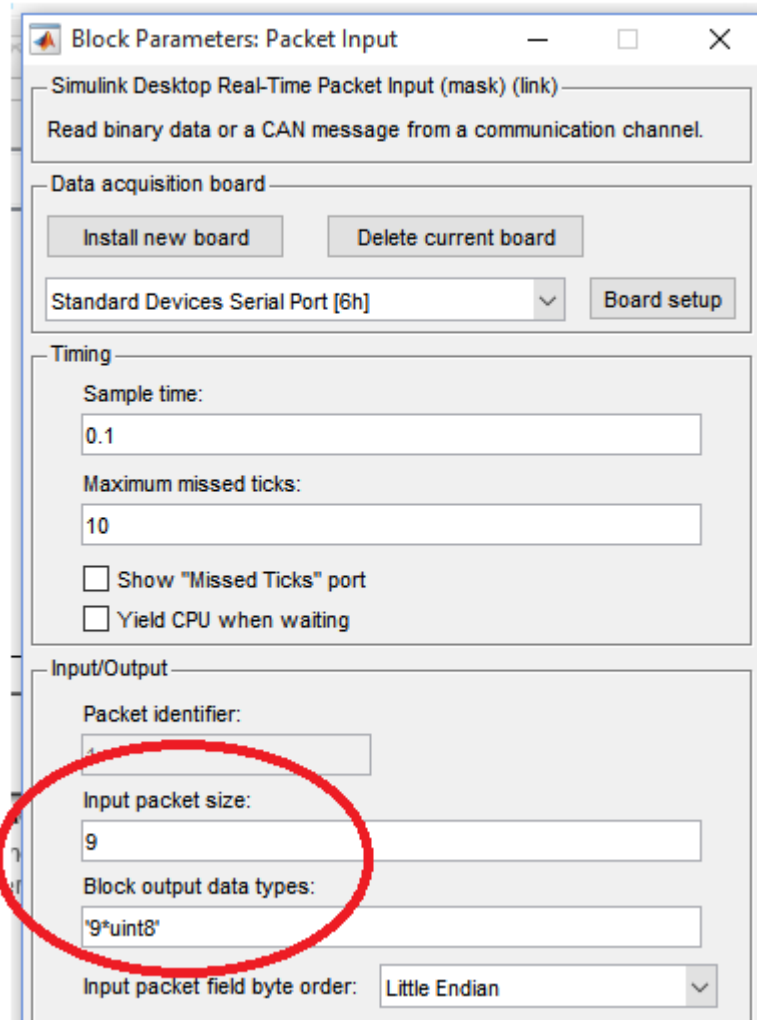 Block Parameters: Packet Input
Simulink Desktop Real-Time Packet Input (mask) (link)
Read binary data or a CAN message from a communication channel.
Data acquisition board
Install new board
Delete current board
Standard Devices Serial Port [6h]
Board setup
Timing
Sample time:
0.1
Maximum missed ticks:
10
Show "Missed Ticks" port
Yield CPU when waiting
Input/Output
Packet identifier:
Input packet size:
9
Block output data types:
'9*uint8'
Input packet field byte order:
Little Endian